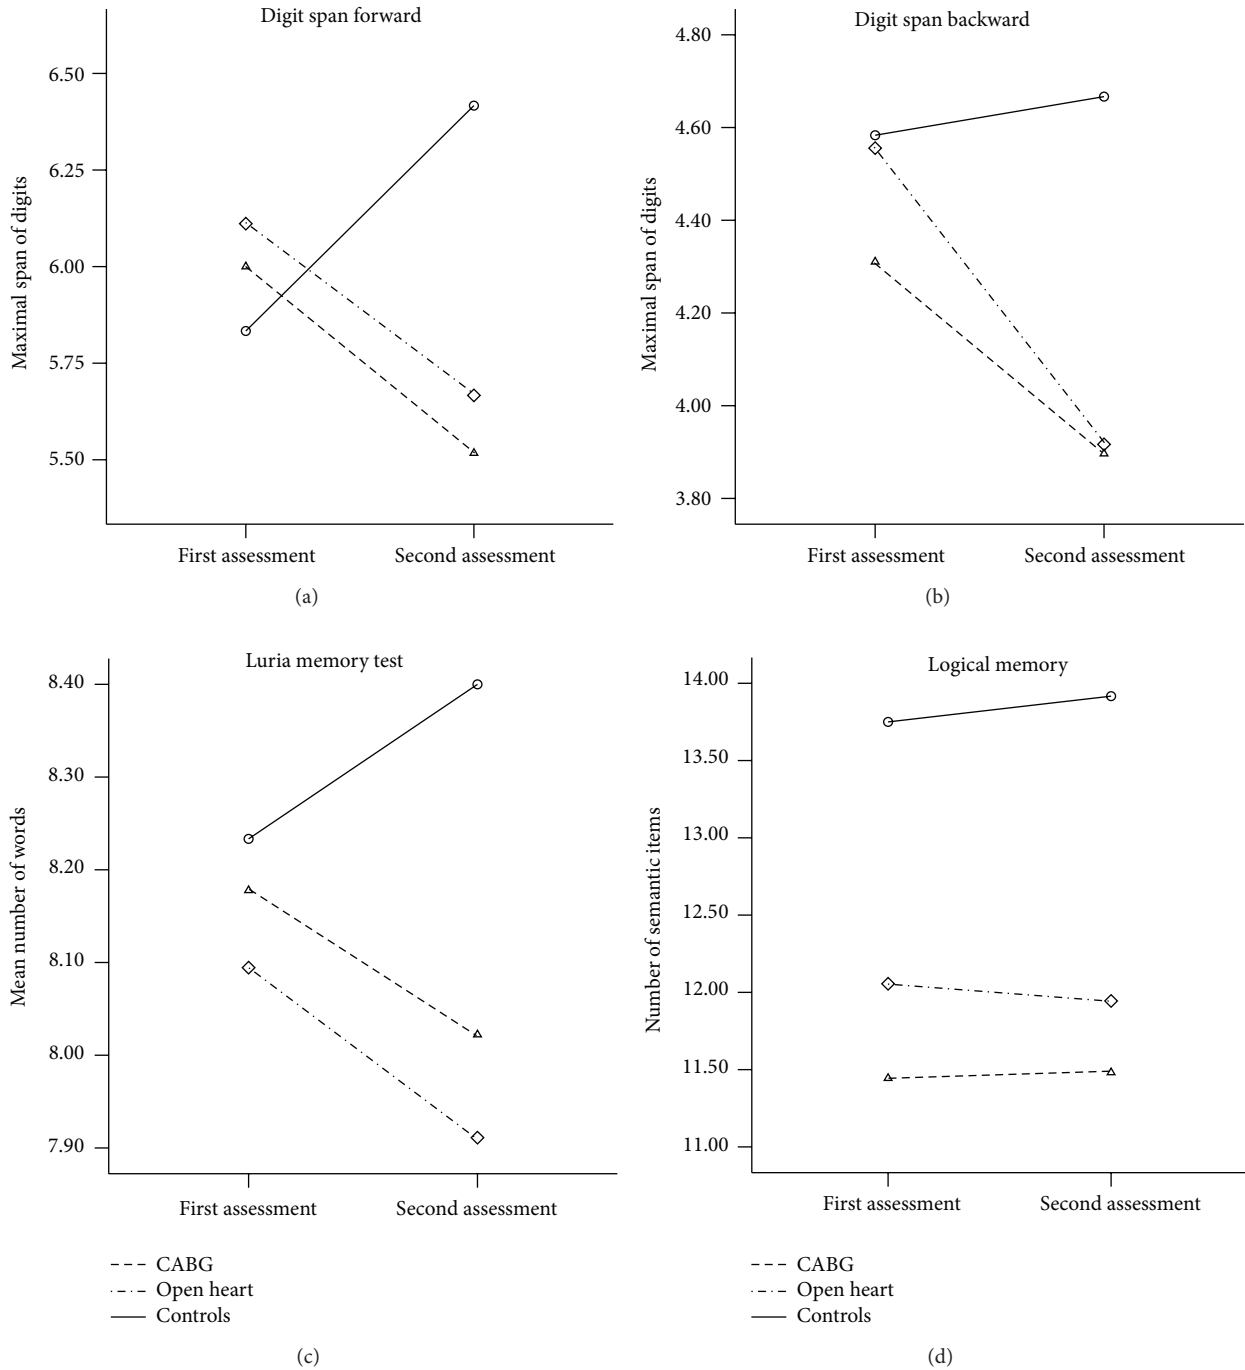 Digit span forward
Maximal span of digits
6.50
6.25
6.00
5.75
5.50
First assessment
Second assessment
(a)
Digit span backward
Maximal span of digits
4.80
4.60
4.40
4.20
4.00
3.80
First assessment
Second assessment
(b)
Luria memory test
Mean number of words
8.40
8.30
8.20
8.10
8.00
7.90
First assessment
Second assessment
CABG
Open heart
Controls
(c)
Logical memory
Number of semantic items
14.00
13.50
13.00
12.50
12.00
11.50
11.00
First assessment
Second assessment
CABG
Open heart
Controls
(d)